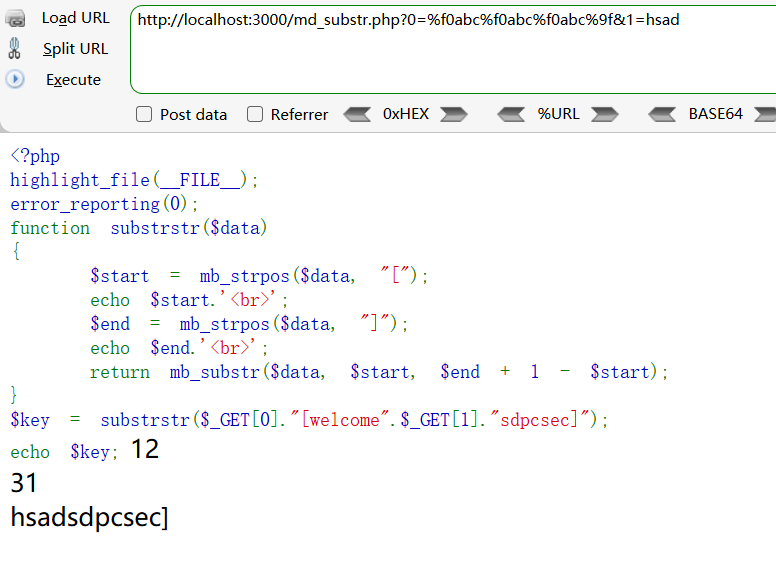 Load URL
http://localhost:3000/md_substr.php?0=%f0abc%f0abc%f0abc%9f&1=hsad
Split URL
Execute
Post data Referrer 0xHEX %URL BASE64
<?php
highlight_file(__FILE__);
error_reporting(0);
function substrstr($data)
{
$start = mb_strpos($data, "[");
echo $start.'<br>';
$end = mb_strpos($data, "]");
echo $end.'<br>';
return mb_substr($data, $start, $end + 1 - $start);
}
$key = substrstr($_GET[0]."[welcome".$_GET[1]."sdpcsec]");
echo $key; 12
31
hsadsdpcsec]